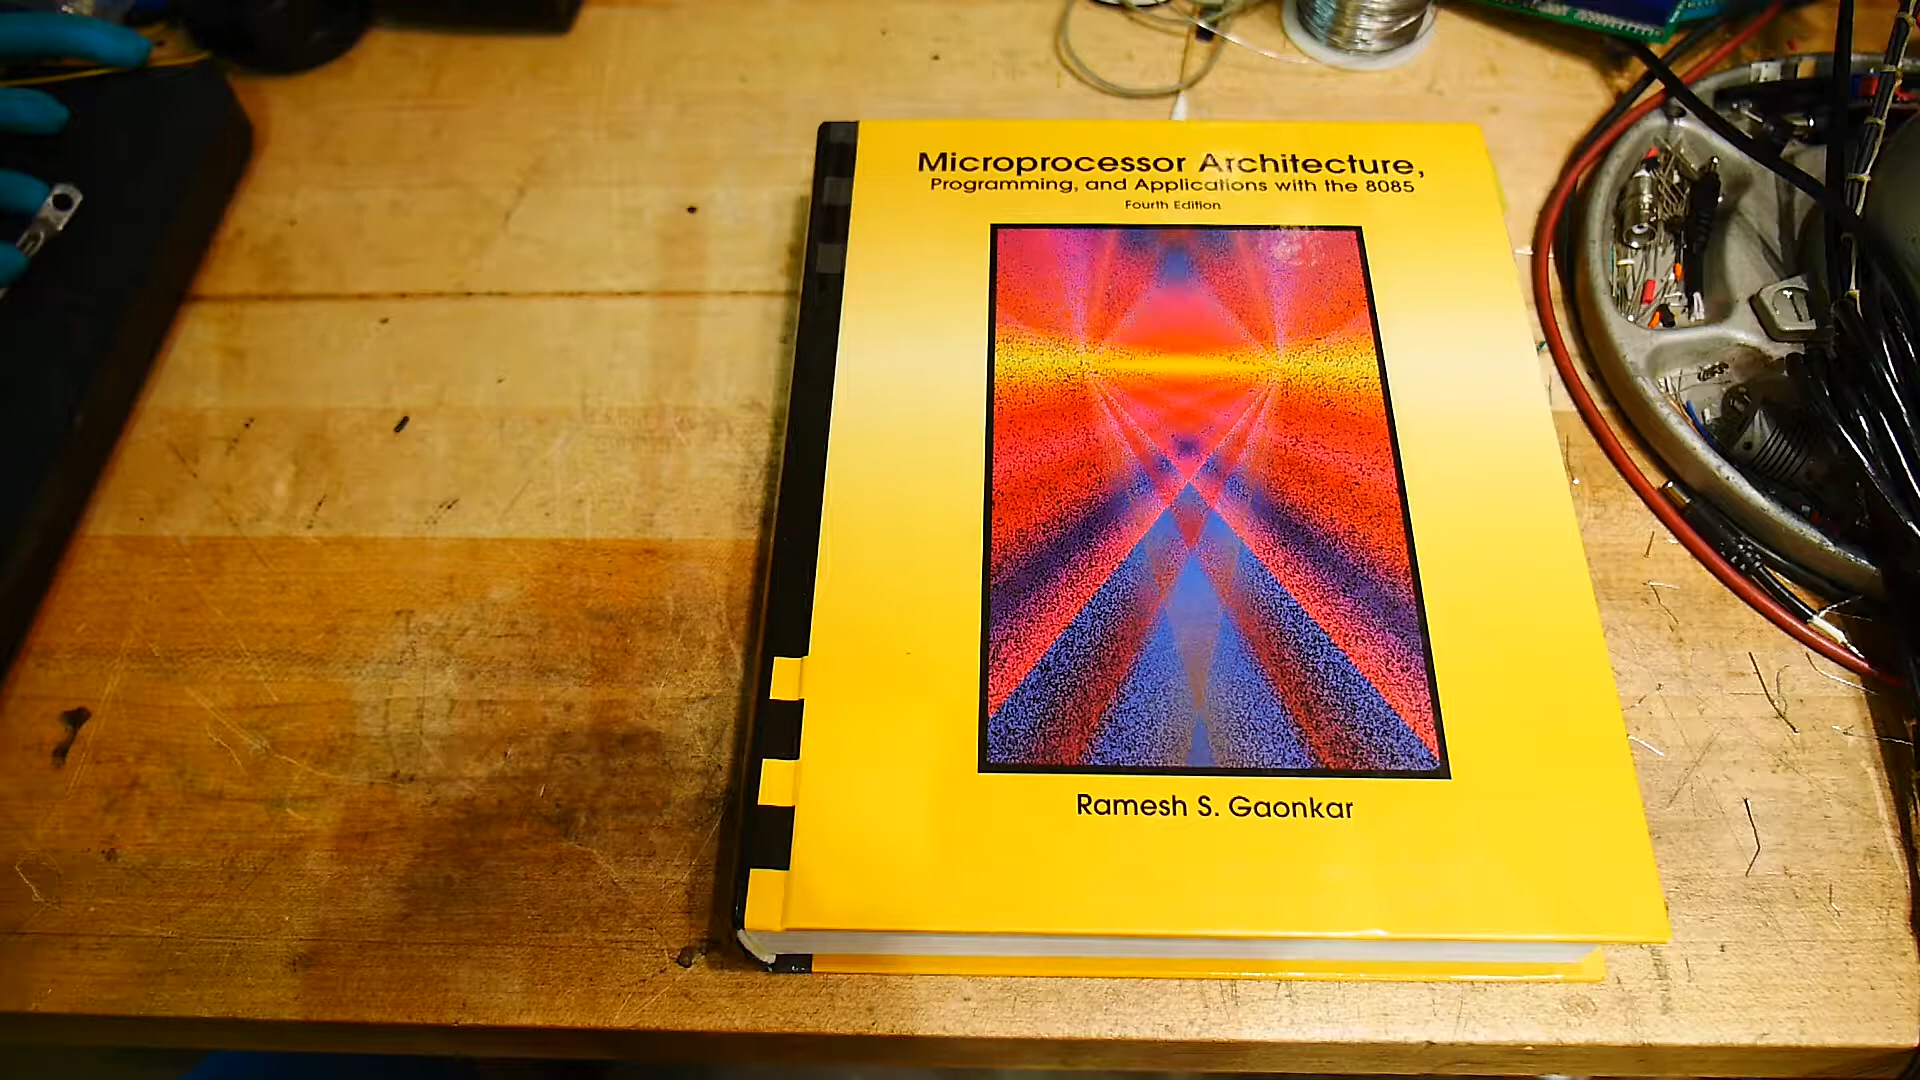 Microprocessor Architecture,
Programming, and Applications with the 8085
Fourth Edition
Ramesh S. Gaonkar